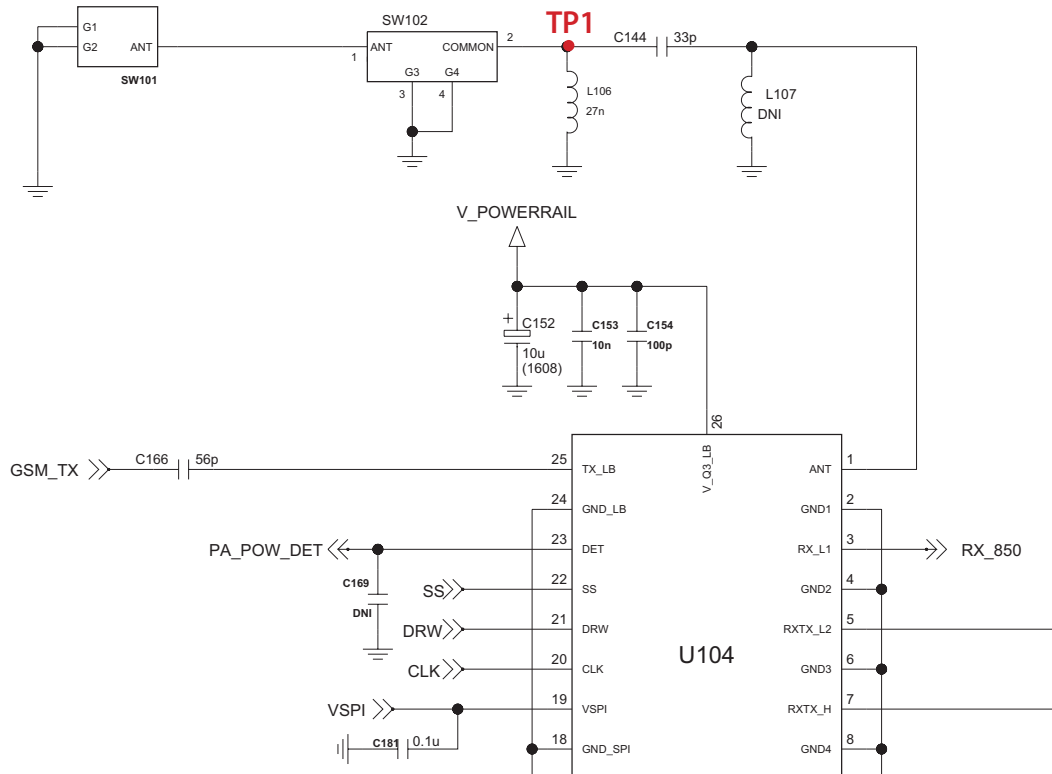 G1
G2
ANT
SW101
SW102
ANT
COMMON
1
2
G3
G4
3
4
TP1
C144
33p
L106
27n
L107
DNI
V_POWERRAIL
+
C152
10u
(1608)
C153
10n
C154
100p
26
V_Q3_LB
GSM_TX
C166
56p
25
TX_LB
ANT
1
24
GND_LB
GND1
2
PA_POW_DET
23
DET
RX_L1
3
RX_850
C169
DNI
SS
22
SS
GND2
4
DRW
21
DRW
RXTX_L2
5
U104
CLK
20
CLK
GND3
6
VSPI
19
VSPI
RXTX_H
7
C181
0.1u
18
GND_SPI
GND4
8